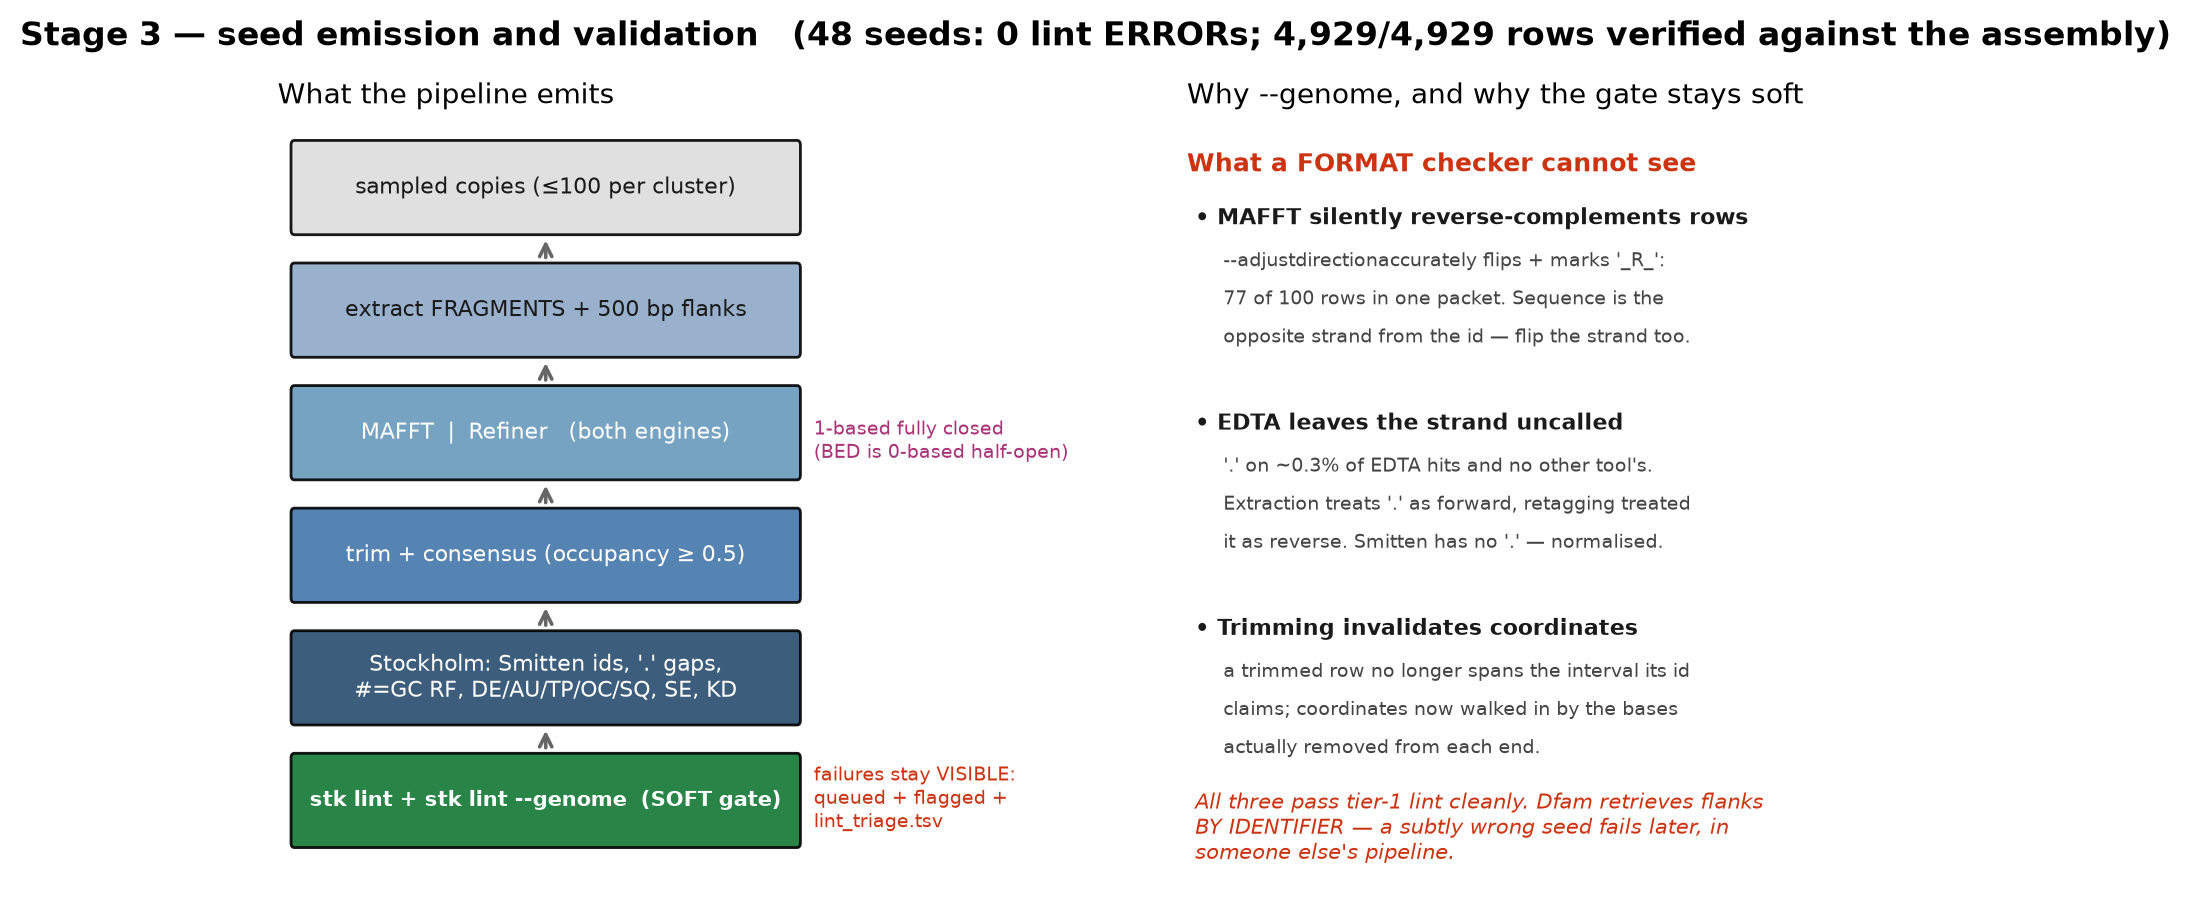 Stage 3 — seed emission and validation (48 seeds: 0 lint ERRORs; 4,929/4,929 rows verified against the assembly)
What the pipeline emits
sampled copies (≤100 per cluster)
extract FRAGMENTS + 500 bp flanks
MAFFT | Refiner (both engines)
1-based fully closed
(BED is 0-based half-open)
trim + consensus (occupancy ≥ 0.5)
Stockholm: Smitten ids, '.' gaps,
#=GC RF, DE/AU/TP/OC/SQ, SE, KD
stk lint + stk lint --genome (SOFT gate)
failures stay VISIBLE:
queued + flagged +
lint_triage.tsv
Why --genome, and why the gate stays soft
What a FORMAT checker cannot see
• MAFFT silently reverse-complements rows
--adjustdirectionaccurately flips + marks '_R_':
77 of 100 rows in one packet. Sequence is the
opposite strand from the id — flip the strand too.
• EDTA leaves the strand uncalled
'.' on ~0.3% of EDTA hits and no other tool's.
Extraction treats '.' as forward, retagging treated
it as reverse. Smitten has no '.' — normalised.
• Trimming invalidates coordinates
a trimmed row no longer spans the interval its id
claims; coordinates now walked in by the bases
actually removed from each end.
All three pass tier-1 lint cleanly. Dfam retrieves flanks
BY IDENTIFIER — a subtly wrong seed fails later, in
someone else's pipeline.